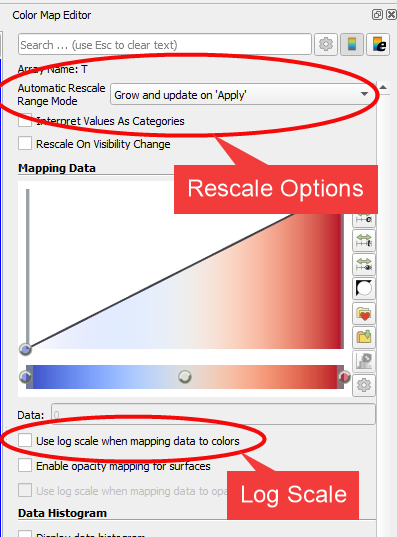 Color Map Editor
Search ... (use Esc to clear text)
Array Name: T
Automatic Rescale
Range Mode
Grow and update on 'Apply'
Interpret Values As Categories
Rescale On Visibility Change
Mapping Data
Rescale Options
Data: 0
Use log scale when mapping data to colors
Enable opacity mapping for surfaces
Use log scale when mapping data to opa
Log Scale
Data Histogram
Display data histogram